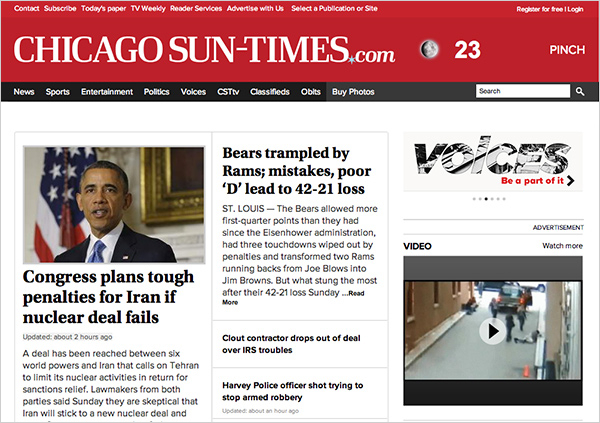 Contact Subscribe Today's paper TV Weekly Reader Services Advertise with Us Select a Publication or Site
Register for free | Login
CHICAGO SUN-TIMES.com
23
PINCH
News Sports Entertainment Politics Voices CSTtv Classifieds Obits Buy Photos
Search
Congress plans tough
penalties for Iran if
nuclear deal fails
Updated: about 2 hours ago
A deal has been reached between six
world powers and Iran that calls on Tehran
to limit its nuclear activities in return for
sanctions relief. Lawmakers from both
parties said Sunday they are skeptical that
Iran will stick to a new nuclear deal and
Bears trampled by
Rams; mistakes, poor
‘D’ lead to 42-21 loss
ST. LOUIS — The Bears allowed more
first-quarter points than they had
since the Eisenhower administration,
had three touchdowns wiped out by
penalties and transformed two Rams
running backs from Joe Blows into
Jim Browns. But what stung the most
after their 42-21 loss Sunday ...Read
More
Clout contractor drops out of deal
over IRS troubles
Harvey Police officer shot trying to
stop armed robbery
Updated: about an hour ago
VOICES
Be a part of it
ADVERTISEMENT
VIDEO
Watch more